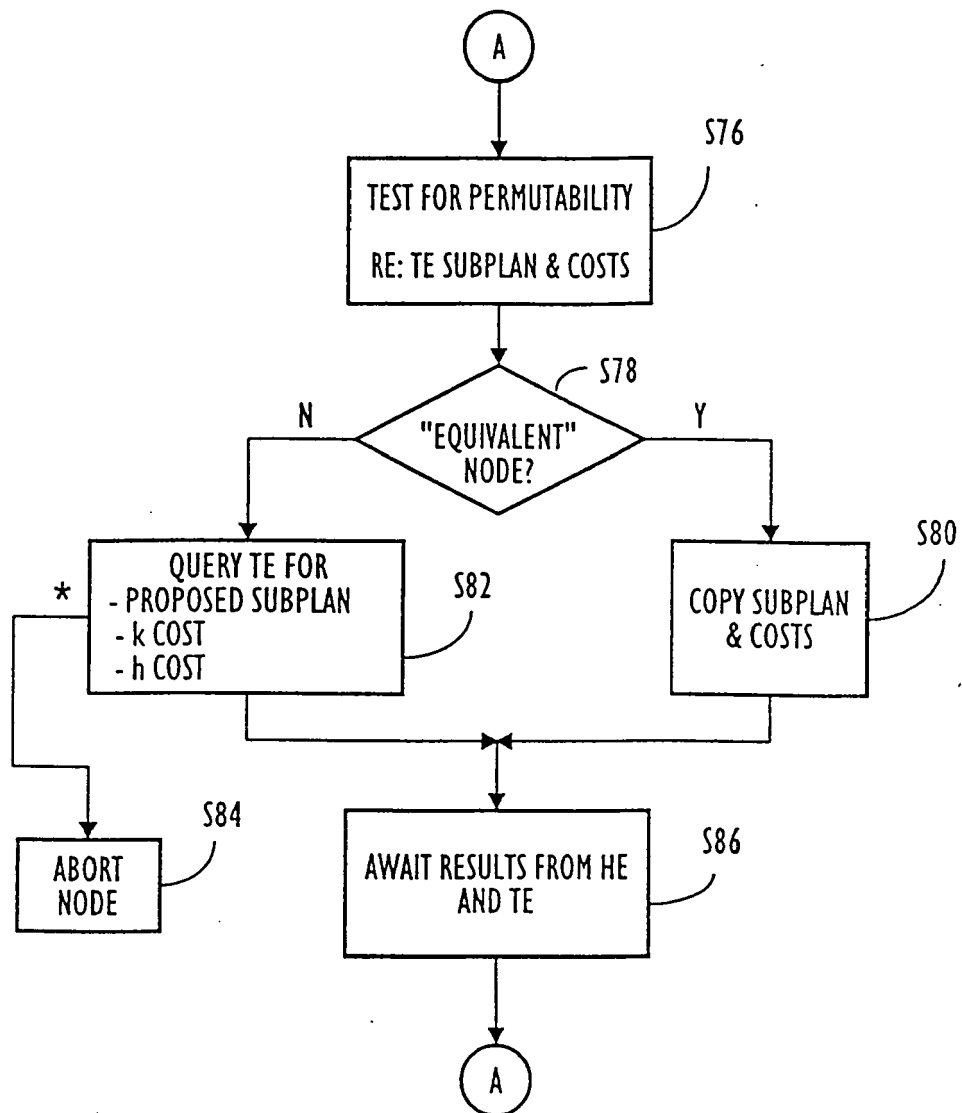 A
S76
TEST FOR PERMUTABILITY
RE: TE SUBPLAN & COSTS
S78
N
Y
"EQUIVALENT"
NODE?
S80
*
QUERY TE FOR
- PROPOSED SUBPLAN
- k COST
- h COST
S82
COPY SUBPLAN
& COSTS
S84
ABORT
NODE
S86
AWAIT RESULTS FROM HE
AND TE
A